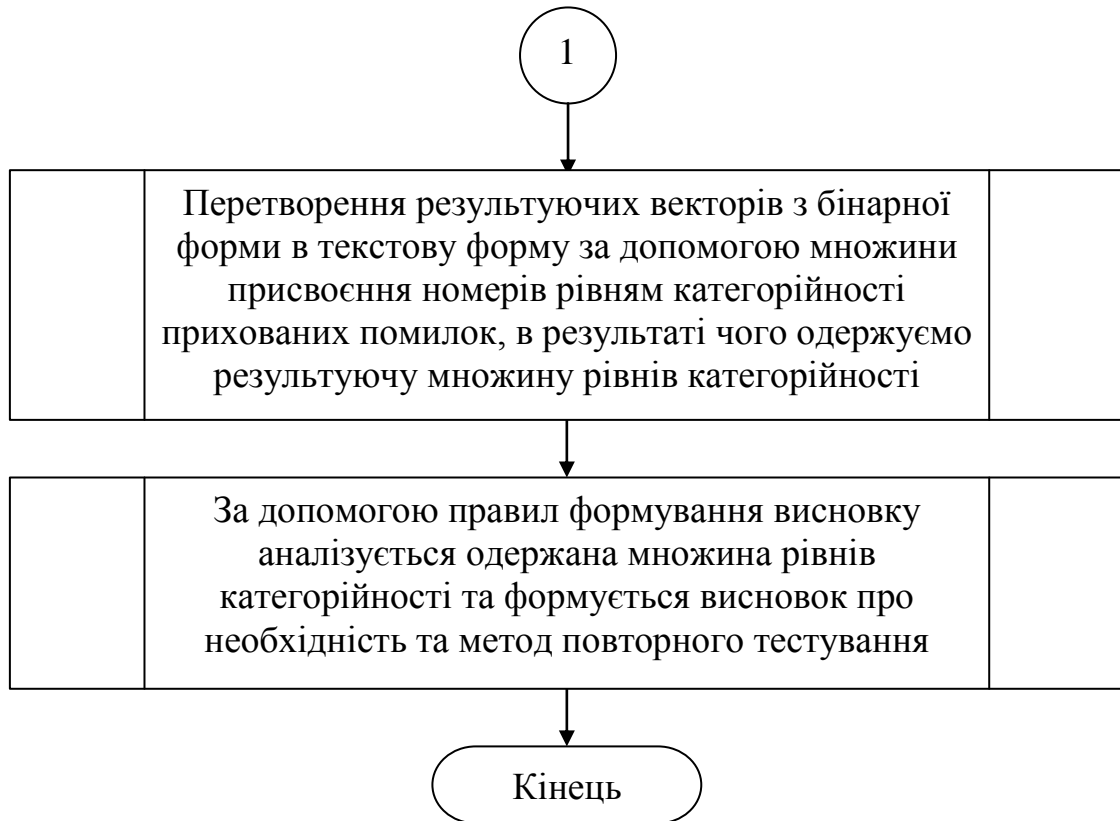 1
Перетворення результуючих векторів з бінарної
форми в текстову форму за допомогою множини
присвоєння номерів рівням категорійності
прихованих помилок, в результаті чого одержуємо
результуючу множину рівнів категорійності
За допомогою правил формування висновку
аналізується одержана множина рівнів
категорійності та формується висновок про
необхідність та метод повторного тестування
Кінець